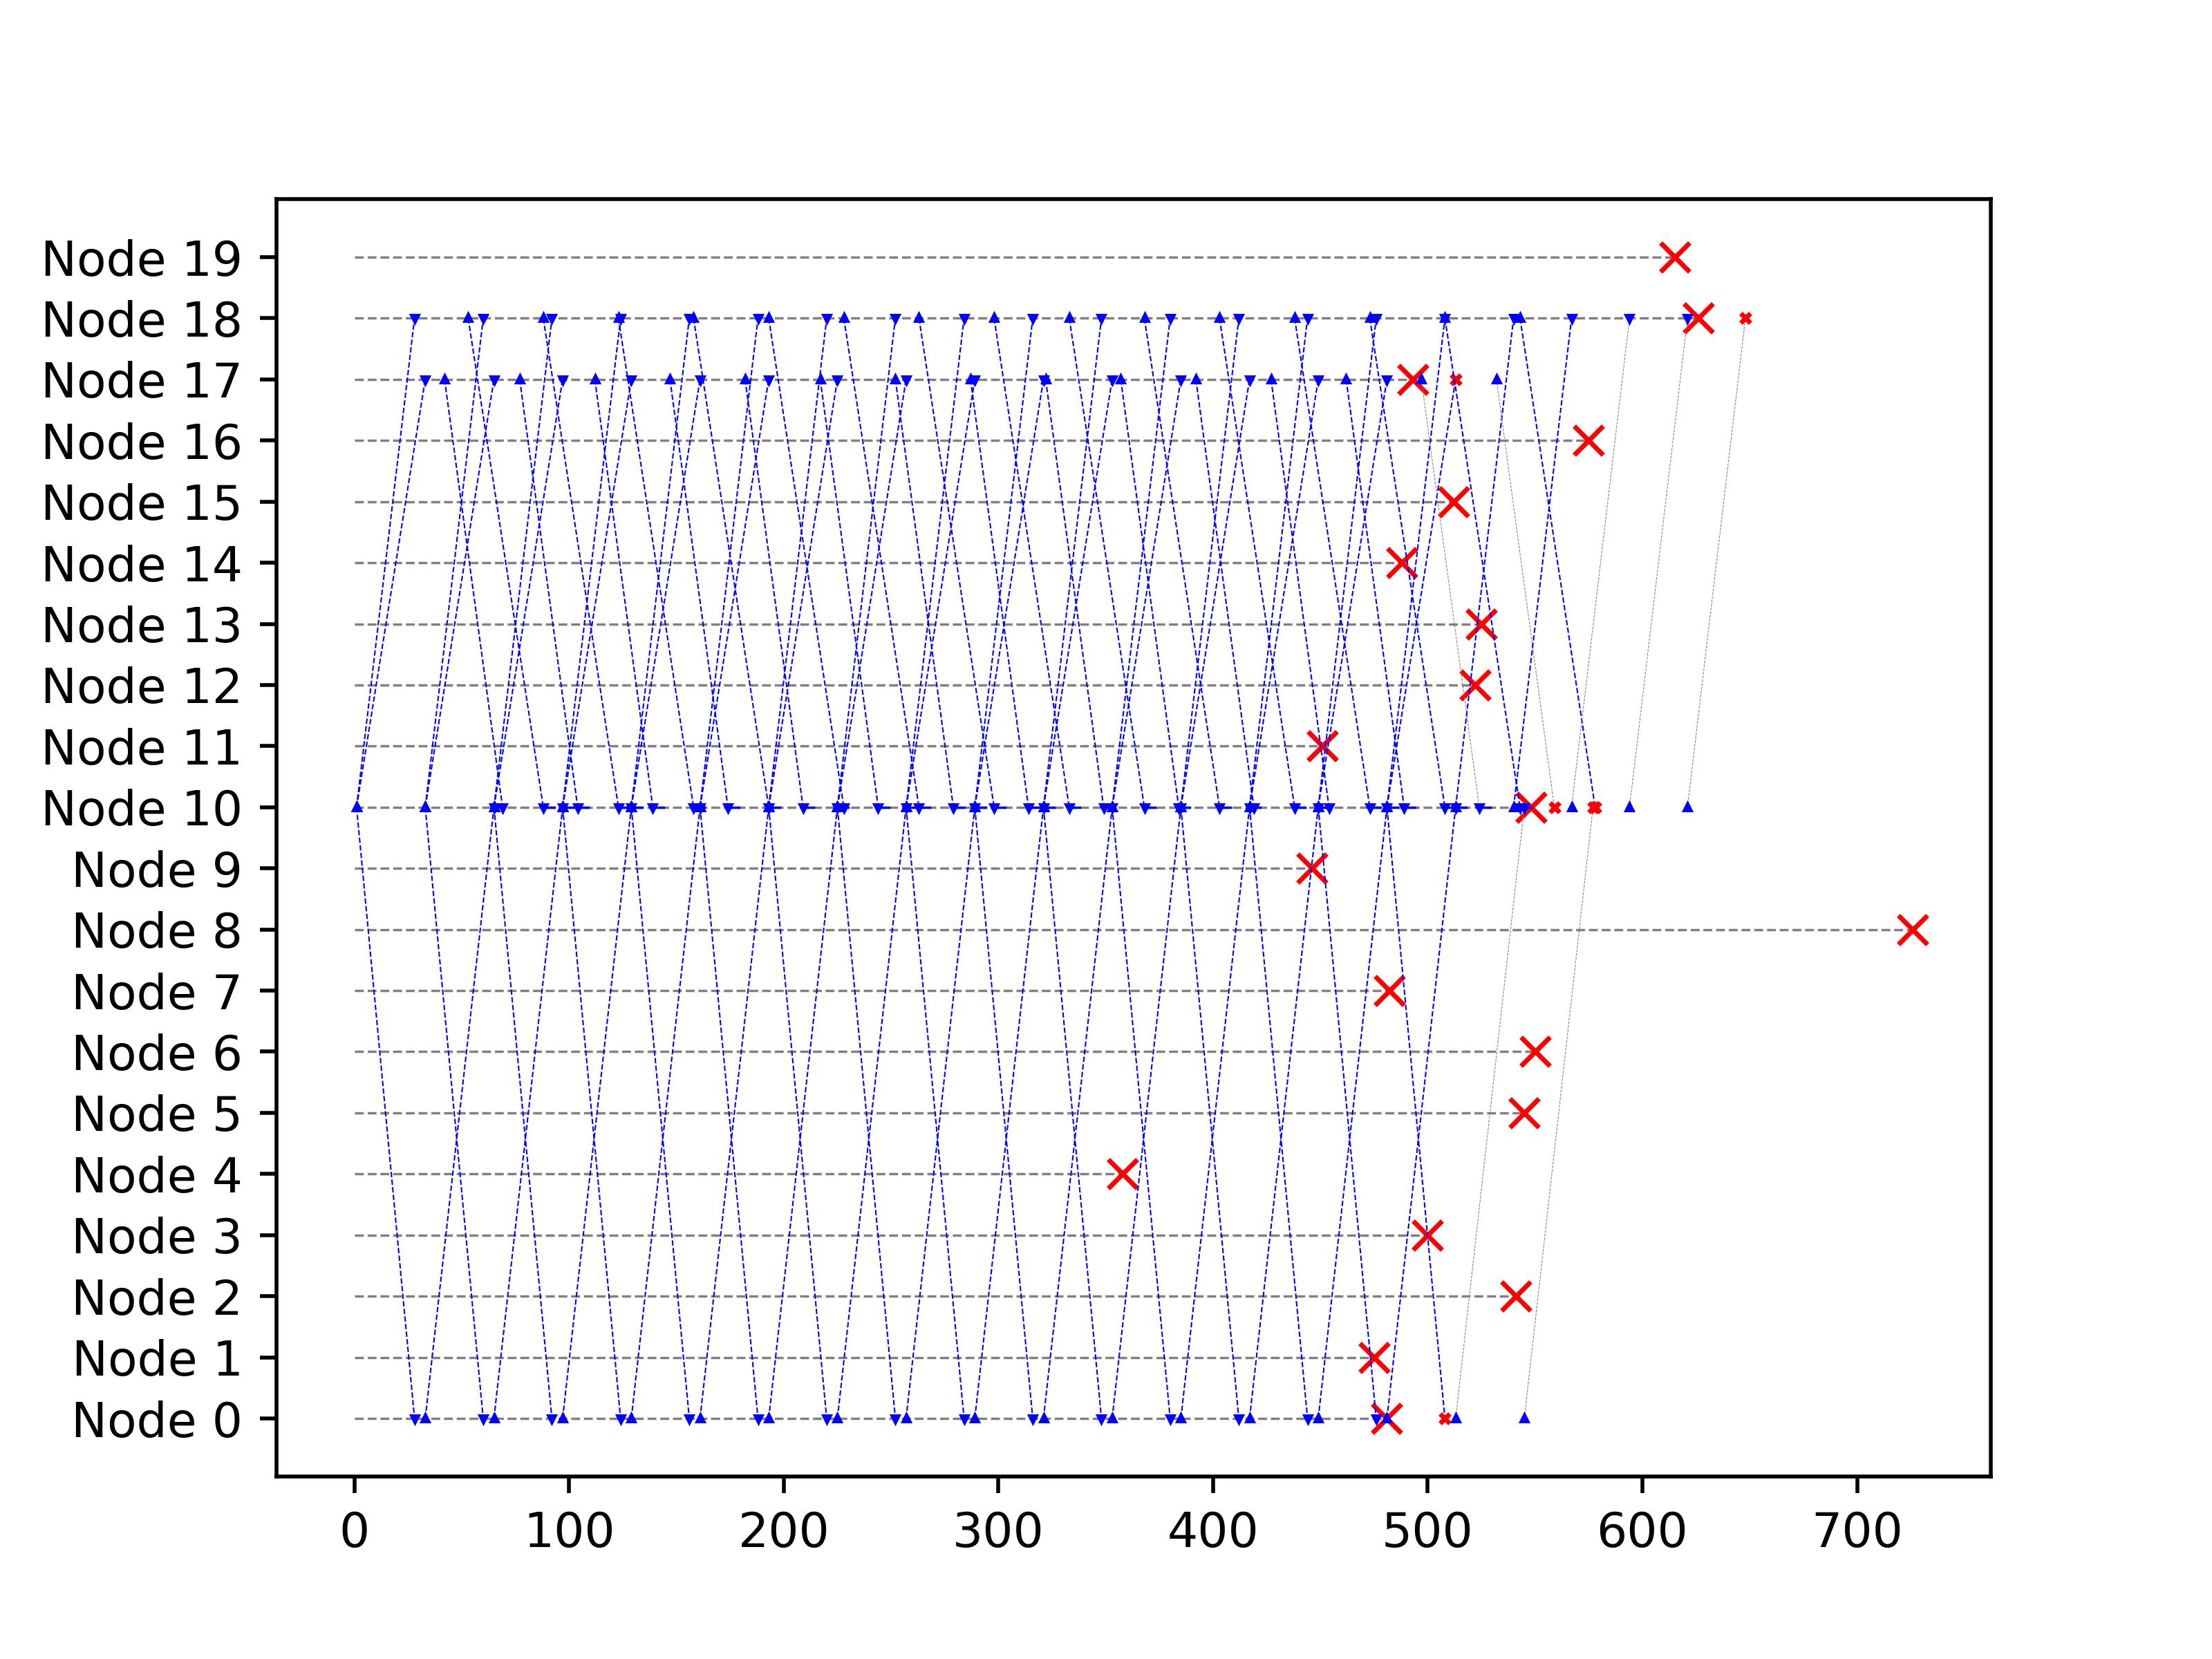 Node 19
Node 18
Node 17
Node 16
Node 15
Node 14
Node 13
Node 12
Node 11
Node 10
Node 9
Node 8
Node 7
Node 6
Node 5
Node 4
Node 3
Node 2
Node 1
Node 0
0 100 200 300 400 500 600 700